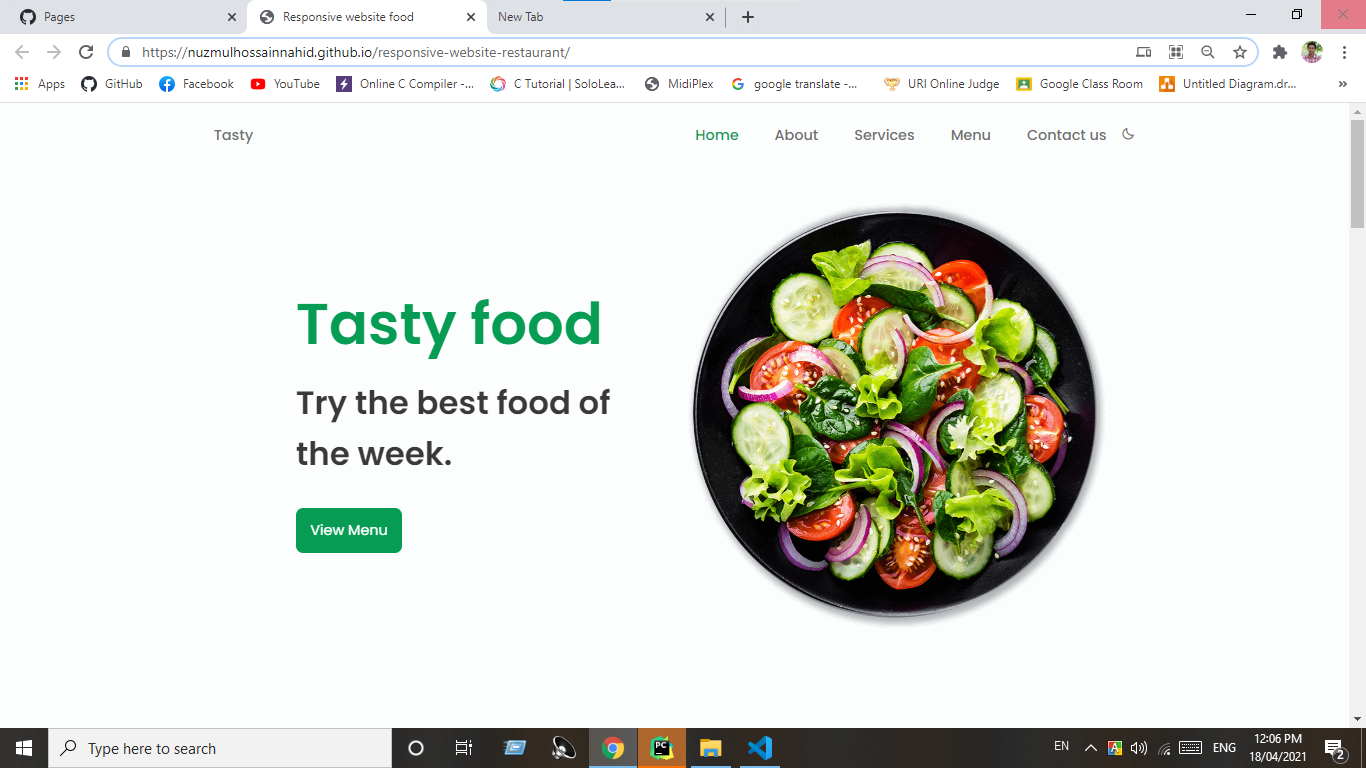 Pages
Responsive website food
New Tab
https://nuzmulhossainnahid.github.io/responsive-website-restaurant/
Apps
GitHub
Facebook
YouTube
Online C Compiler -...
C Tutorial | SoloLea...
MidiPlex
google translate -...
URI Online Judge
Google Class Room
Untitled Diagram.dr...
»
Tasty
Home
About
Services
Menu
Contact us
Tasty food
Try the best food of
the week.
View Menu
Type here to search
PC
EN
ENG
12:06 PM
18/04/2021
2